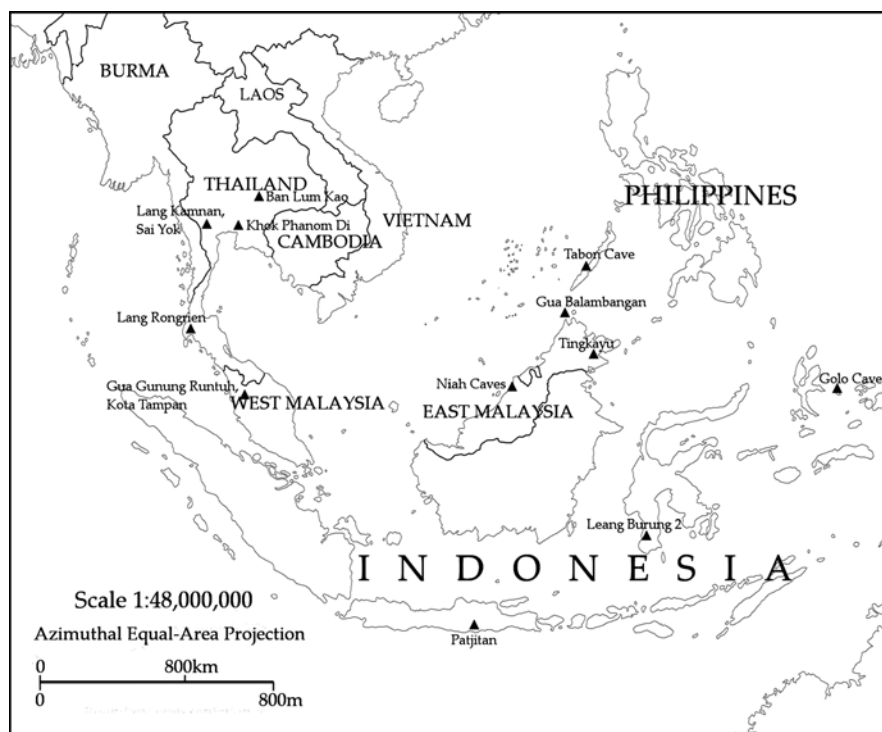 BURMA
LAOS
THAILAND
Ban Lum Kao
PHILIPPINES
Lang Kamnan,
Sai Yok
Khok Phanom Di
VIETNAM
CAMBODIA
Tabon Cave
Gua Balambangan
Lang Rongrien
Tingkayu
Golo Cave
Gua Gunung Runtuh,
Kota Tampan
WEST MALAYSIA
Niah Caves
EAST MALAYSIA
Leang Burung 2
INDONESIA
Scale 1:48,000,000
Azimuthal Equal-Area Projection
Patjitan
0 800km
0 800m